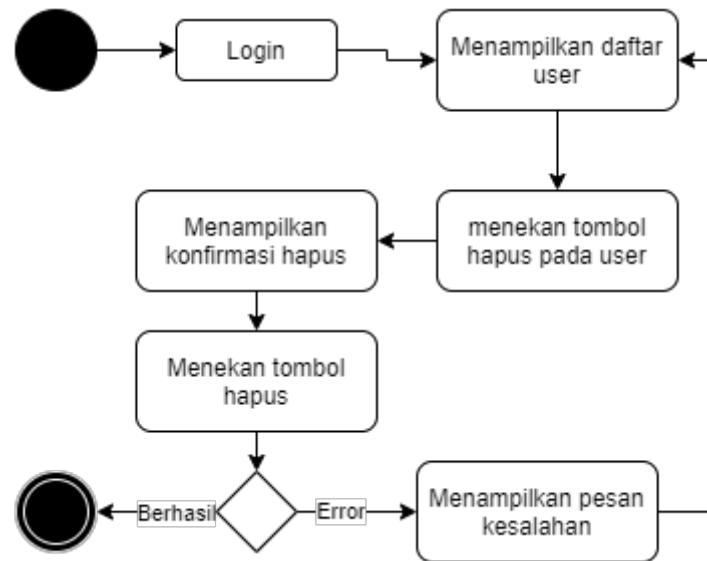 Login
Menampilkan daftar
user
menekan tombol
hapus pada user
Menampilkan
konfirmasi hapus
Menekan tombol
hapus
Berhasil
Error
Menampilkan pesan
kesalahan